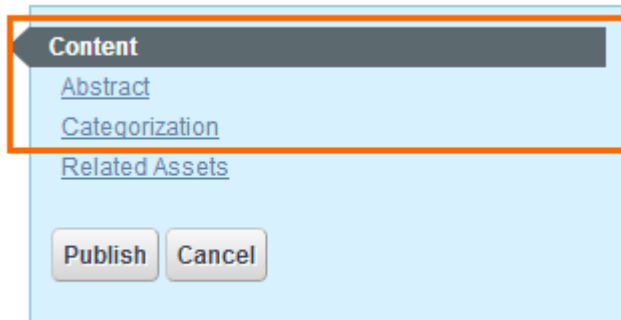 Content
Abstract
Categorization
Related Assets
Publish Cancel